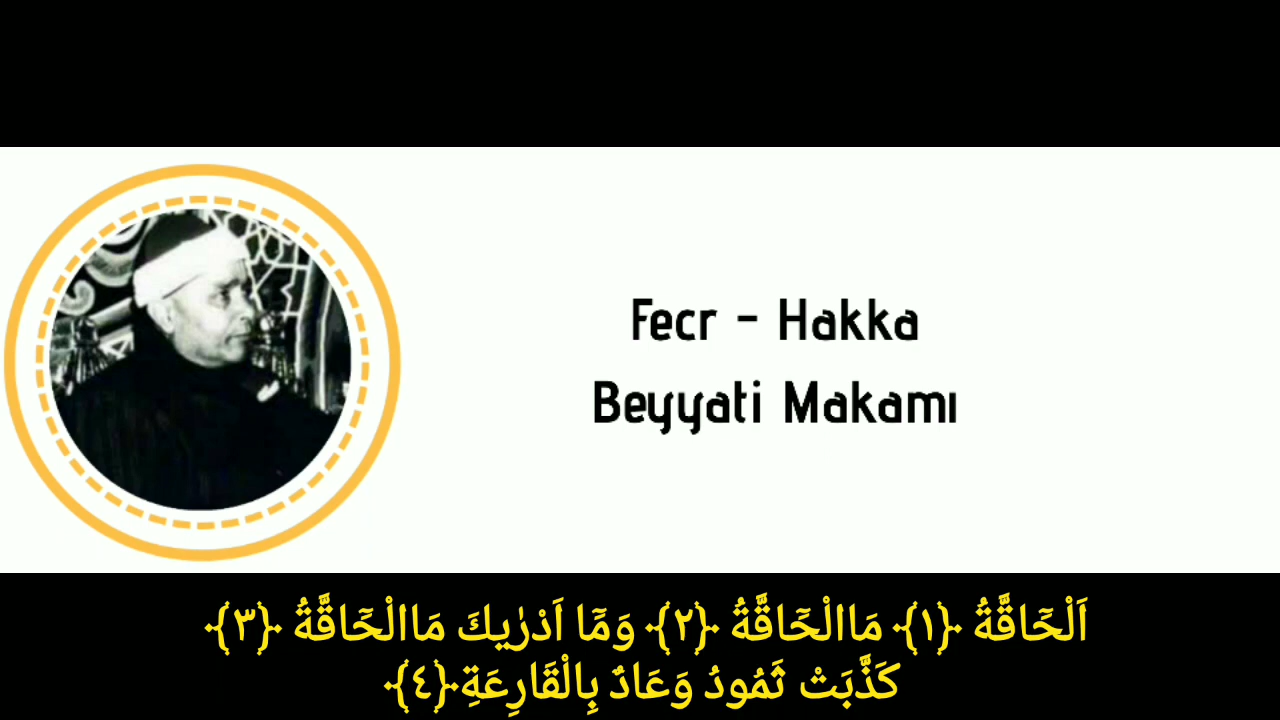 Fecr - Hakka
Beyyati Makamı
اَلْحَٓاقَّةُ ﴿١﴾ مَاالْحَٓاقَّةُ ﴿٢﴾ وَمَٓا اَدْرٰيكَ مَاالْحَٓاقَّةُ ﴿٣﴾
كَذَّبَتْ ثَمُودُ وَعَادٌ بِالْقَارِعَةِ ﴿٤﴾